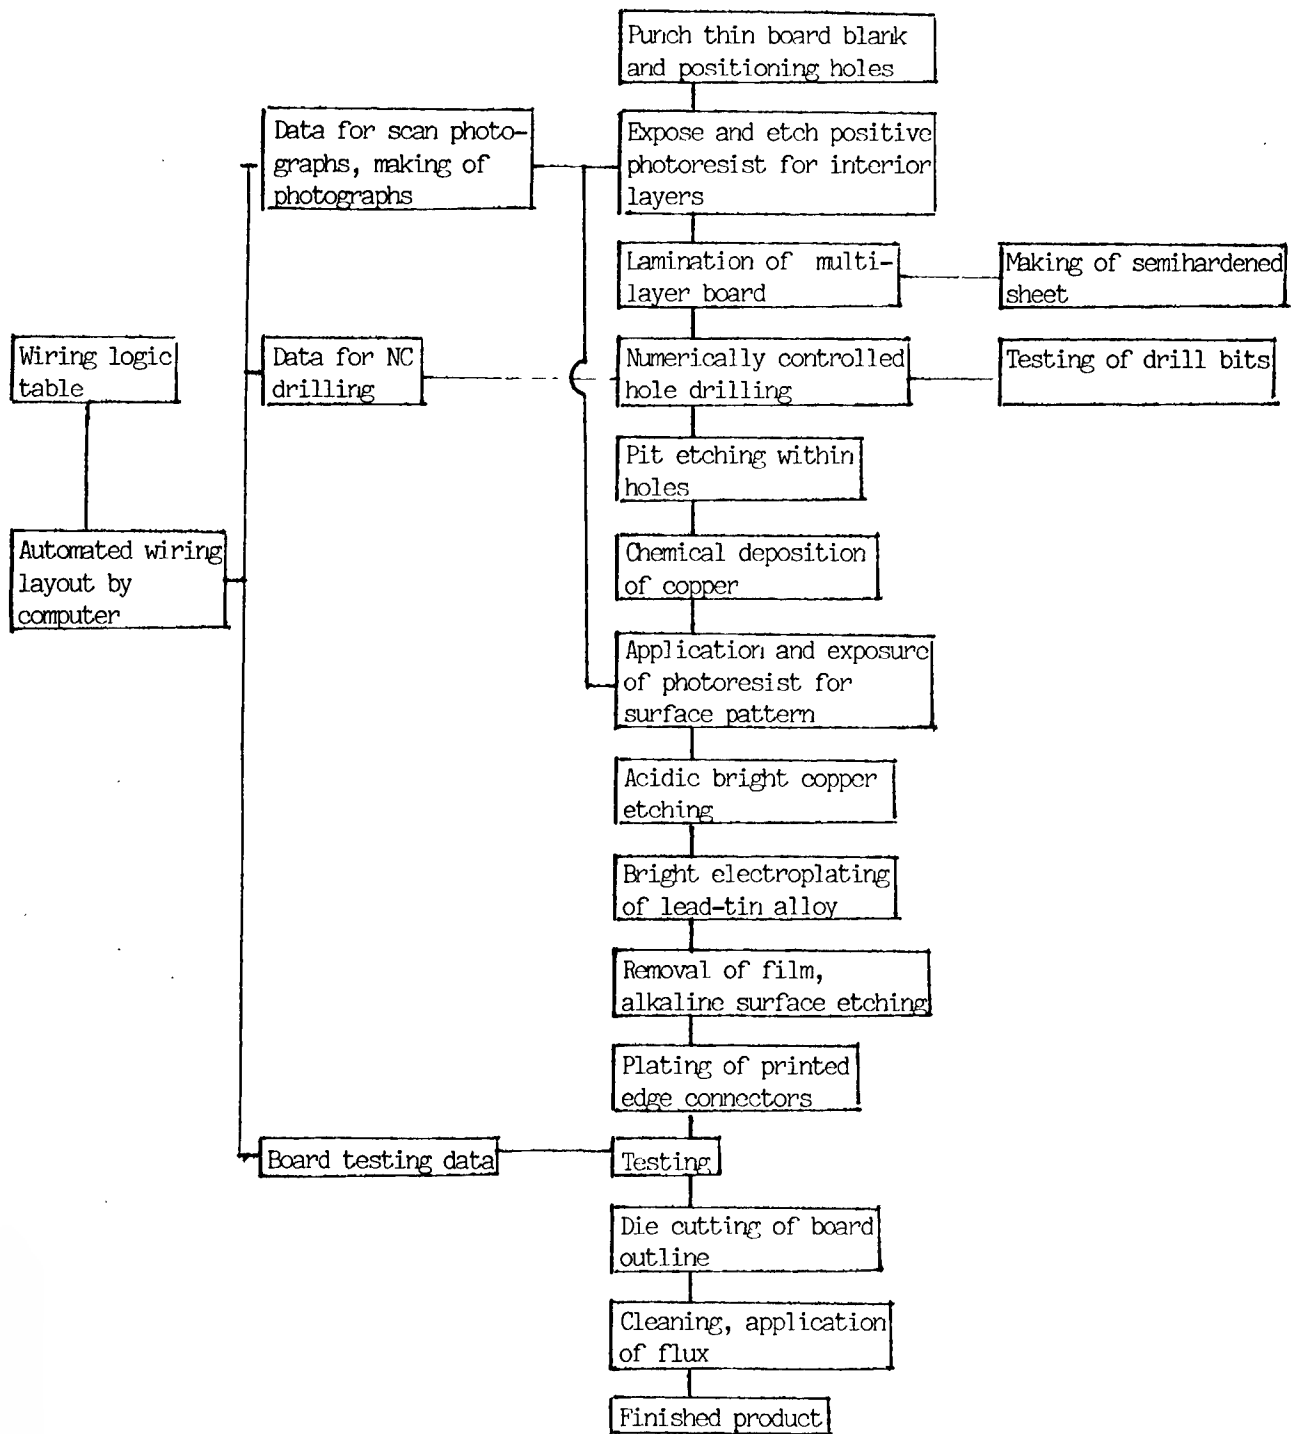 Punch thin board blank
and positioning holes
Data for scan photo-
graphs, making of
photographs
Expose and etch positive
photoresist for interior
layers
Lamination of multi-
layer board
Making of semihardened
sheet
Wiring logic
table
Data for NC
drilling
Numerically controlled
hole drilling
Testing of drill bits
Pit etching within
holes
Automated wiring
layout by
computer
Chemical deposition
of copper
Application and exposure
of photoresist for
surface pattern
Acidic bright copper
etching
Bright electroplating
of lead-tin alloy
Removal of film,
alkaline surface etching
Plating of printed
edge connectors
Board testing data
Testing
Die cutting of board
outline
Cleaning, application
of flux
Finished product